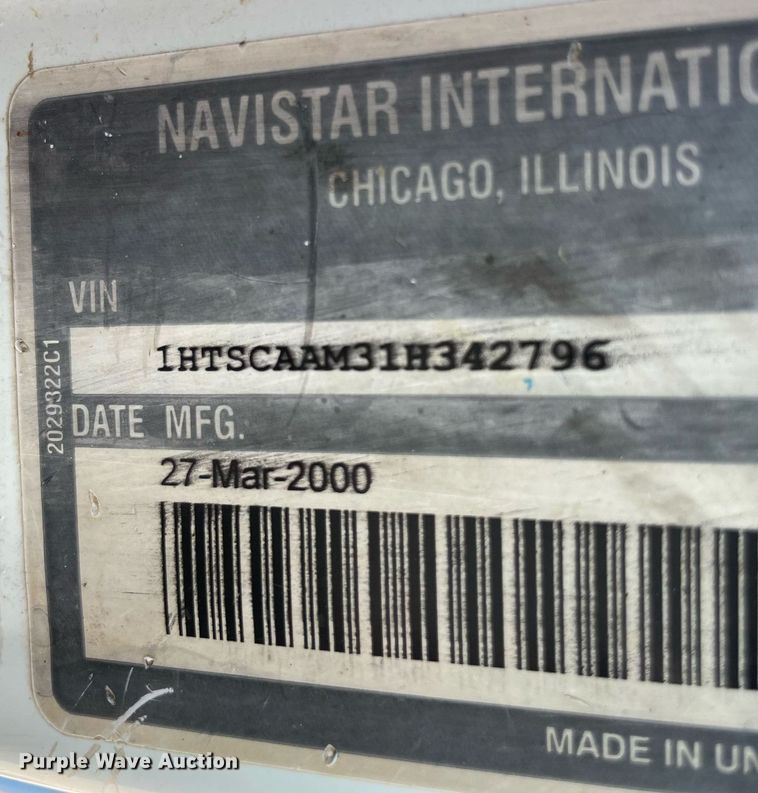 NAVISTAR INTERNATIO
CHICAGO, ILLINOIS
VIN
1HTSCAAM31H342796
2029322C1
DATE MFG.
27-Mar-2000
MADE IN UN
Purple Wave Auction